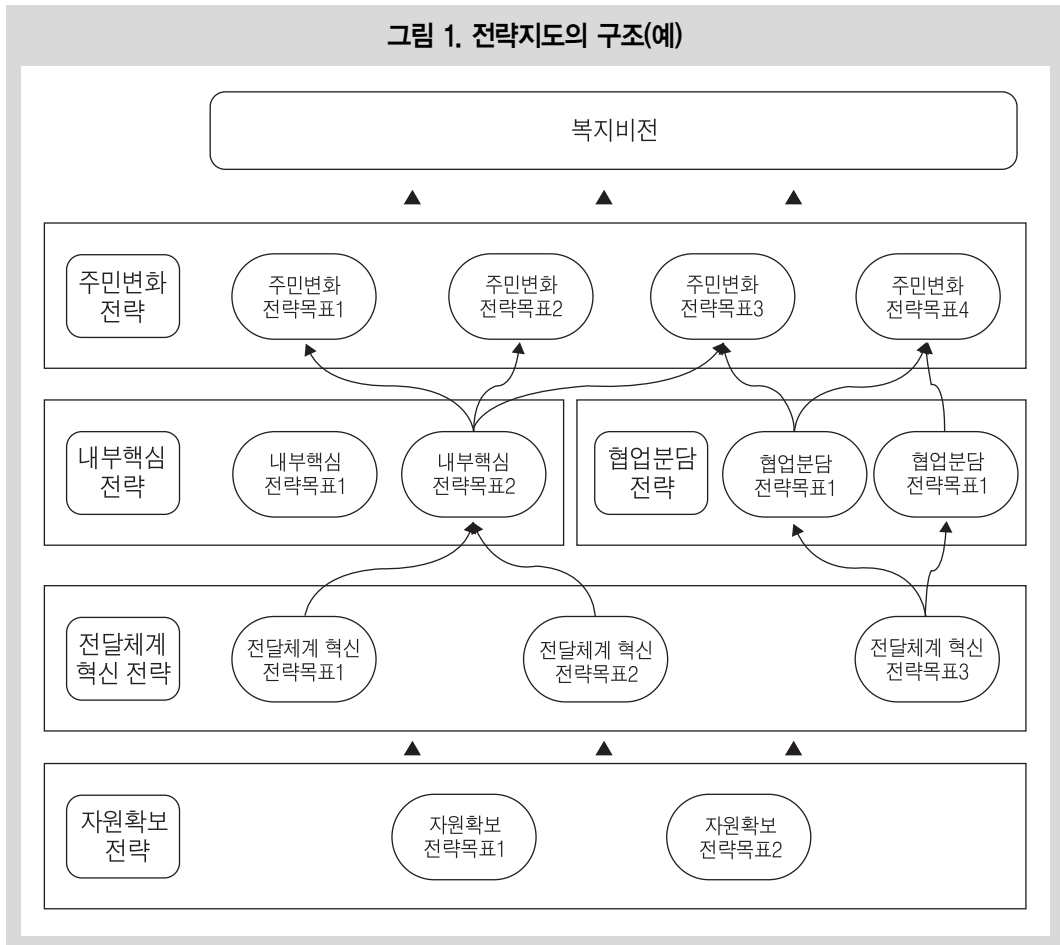 그림 1. 전략지도의 구조(예)
복지비전
▲ ▲ ▲
주민변화
전략
주민변화
전략목표1
주민변화
전략목표2
주민변화
전략목표3
주민변화
전략목표4
내부핵심
전략
내부핵심
전략목표1
내부핵심
전략목표2
협업분담
전략
협업분담
전략목표1
협업분담
전략목표1
전달체계
혁신 전략
전달체계 혁신
전략목표1
전달체계 혁신
전략목표2
전달체계 혁신
전략목표3
▲ ▲ ▲
자원확보
전략
자원확보
전략목표1
자원확보
전략목표2